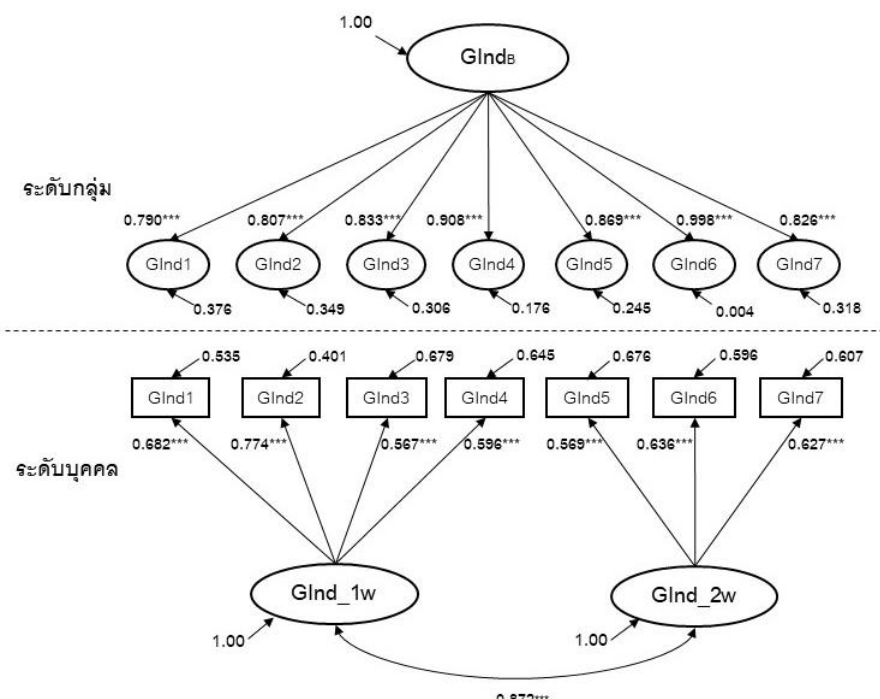 1.00
GIndB
ระดับกลุ่ม
0.790*** 0.807*** 0.833*** 0.908*** 0.869*** 0.998*** 0.826***
GInd1 GInd2 GInd3 GInd4 GInd5 GInd6 GInd7
0.376 0.349 0.306 0.176 0.245 0.004 0.318
0.535 0.401 0.679 0.645 0.676 0.596 0.607
GInd1 GInd2 GInd3 GInd4 GInd5 GInd6 GInd7
0.682*** 0.774*** 0.567*** 0.596*** 0.569*** 0.636*** 0.627***
ระดับบุคคล
GInd_1w GInd_2w
1.00 1.00